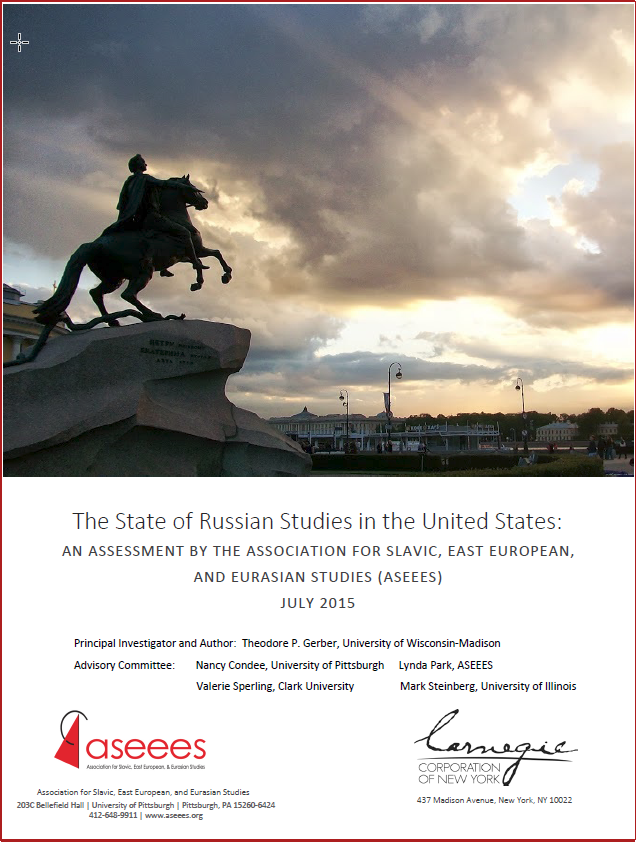 The State of Russian Studies in the United States:
AN ASSESSMENT BY THE ASSOCIATION FOR SLAVIC, EAST EUROPEAN,
AND EURASIAN STUDIES (ASEEES)
JULY 2015
Principal Investigator and Author: Theodore P. Gerber, University of Wisconsin-Madison
Advisory Committee: Nancy Condee, University of Pittsburgh Lynda Park, ASEEES
Valerie Sperling, Clark University Mark Steinberg, University of Illinois
aseees
Association for Slavic, East European, & Eurasian Studies
Carnegie
CORPORATION
OF NEW YORK
Association for Slavic, East European, and Eurasian Studies
203C Bellefield Hall | University of Pittsburgh | Pittsburgh, PA 15260-6424
412-648-9911 | www.aseees.org
437 Madison Avenue, New York, NY 10022